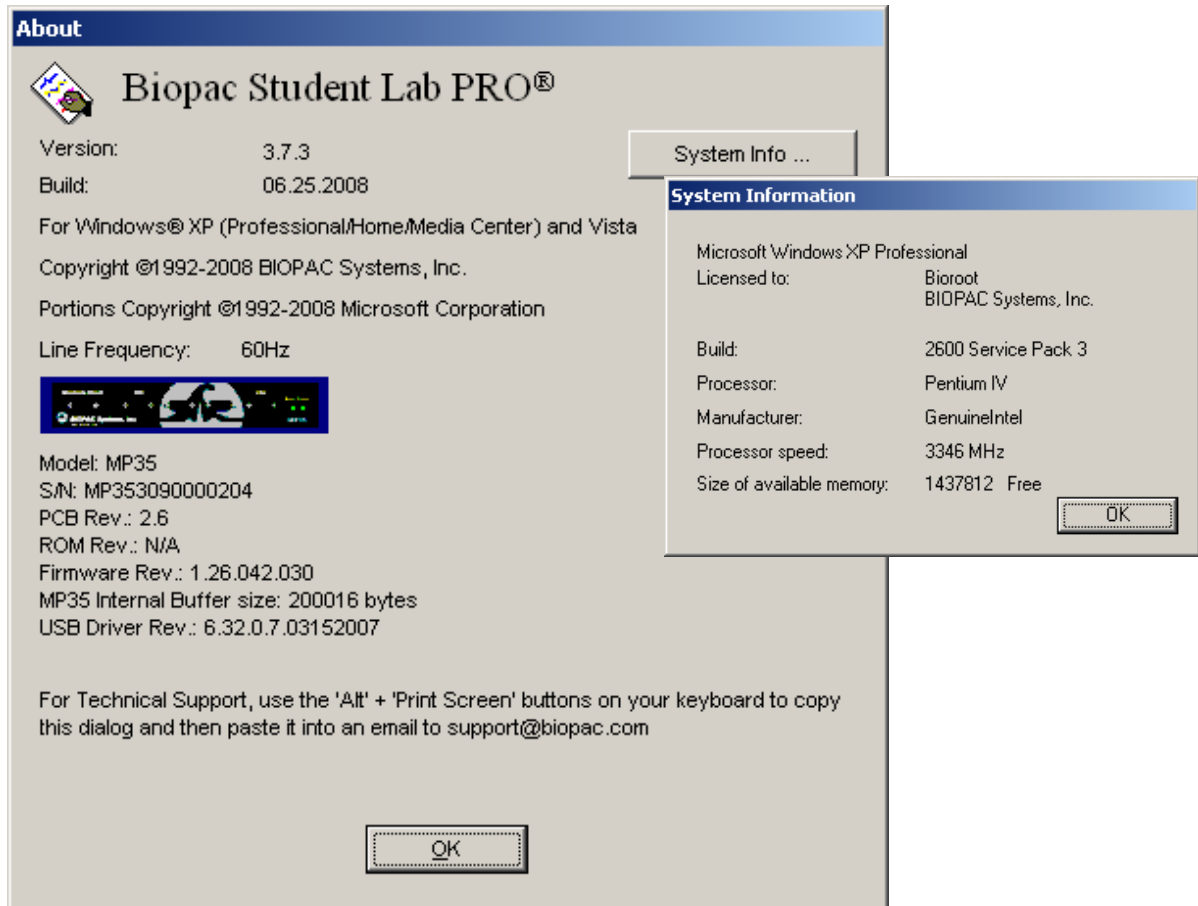 About
Biopac Student Lab PRO®
Version: 3.7.3
System Info ...
Build: 06.25.2008
For Windows® XP (Professional/Home/Media Center) and Vista
Copyright ©1992-2008 BIOPAC Systems, Inc.
Portions Copyright ©1992-2008 Microsoft Corporation
Line Frequency: 60Hz
BIOPAC Systems, Inc.
Model: MP35
S/N: MP353090000204
PCB Rev.: 2.6
ROM Rev.: N/A
Firmware Rev.: 1.26.042.030
MP35 Internal Buffer size: 200016 bytes
USB Driver Rev.: 6.32.0.7.03152007
For Technical Support, use the 'Alt' + 'Print Screen' buttons on your keyboard to copy
this dialog and then paste it into an email to support@biopac.com
OK
System Information
Microsoft Windows XP Professional
Licensed to: Bioroot
BIOPAC Systems, Inc.
Build: 2600 Service Pack 3
Processor: Pentium IV
Manufacturer: GenuineIntel
Processor speed: 3346 MHz
Size of available memory: 1437812 Free
OK